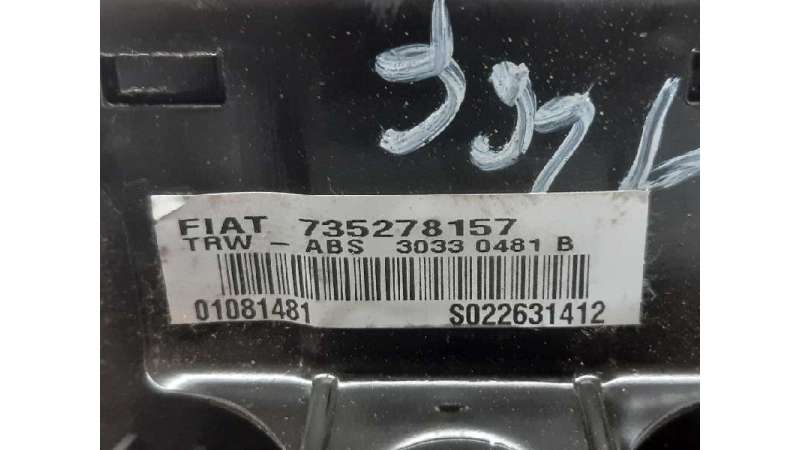 FIAT 735278157
TRW - ABS 3033 0481 B
01081481 S022631412